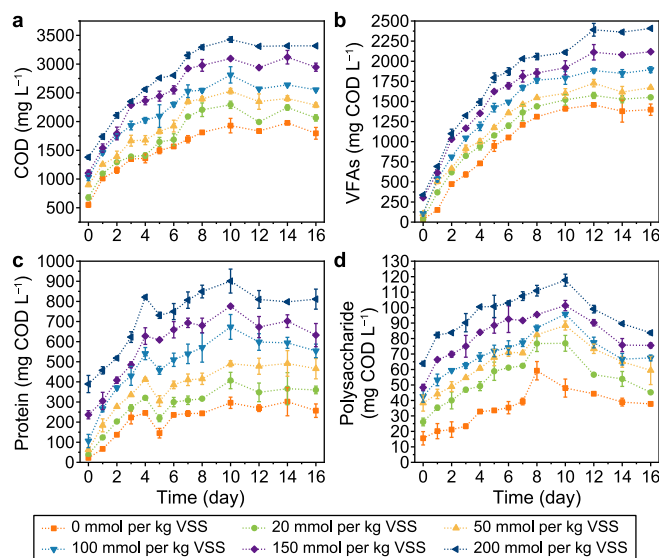 a
b
COD
(mg L⁻¹)
3500
3000
2500
2000
1500
1000
500
0 2 4 6 8 10 12 14 16
VFAs
(mg COD L⁻¹)
2500
2250
2000
1750
1500
1250
1000
750
500
250
0
0 2 4 6 8 10 12 14 16
c
d
Protein
(mg COD L⁻¹)
1000
900
800
700
600
500
400
300
200
100
0
0 2 4 6 8 10 12 14 16
Time (day)
Polysaccharide
(mg COD L⁻¹)
130
120
110
100
90
80
70
60
50
40
30
20
10
0
0 2 4 6 8 10 12 14 16
Time (day)
0 mmol per kg VSS 20 mmol per kg VSS 50 mmol per kg VSS
100 mmol per kg VSS 150 mmol per kg VSS 200 mmol per kg VSS